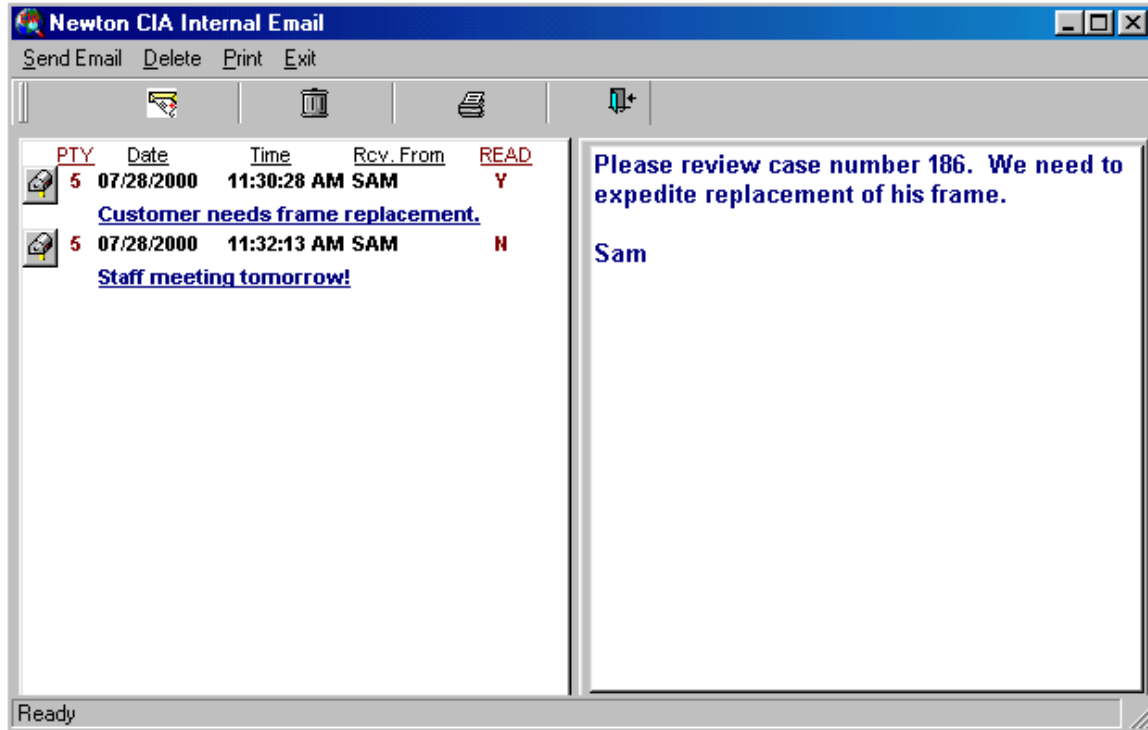 Newton CIA Internal Email
Send Email Delete Print Exit
PTY Date Time Rcv. From READ
5 07/28/2000 11:30:28 AM SAM Y
Customer needs frame replacement.
5 07/28/2000 11:32:13 AM SAM N
Staff meeting tomorrow!
Please review case number 186. We need to
expedite replacement of his frame.
Sam
Ready